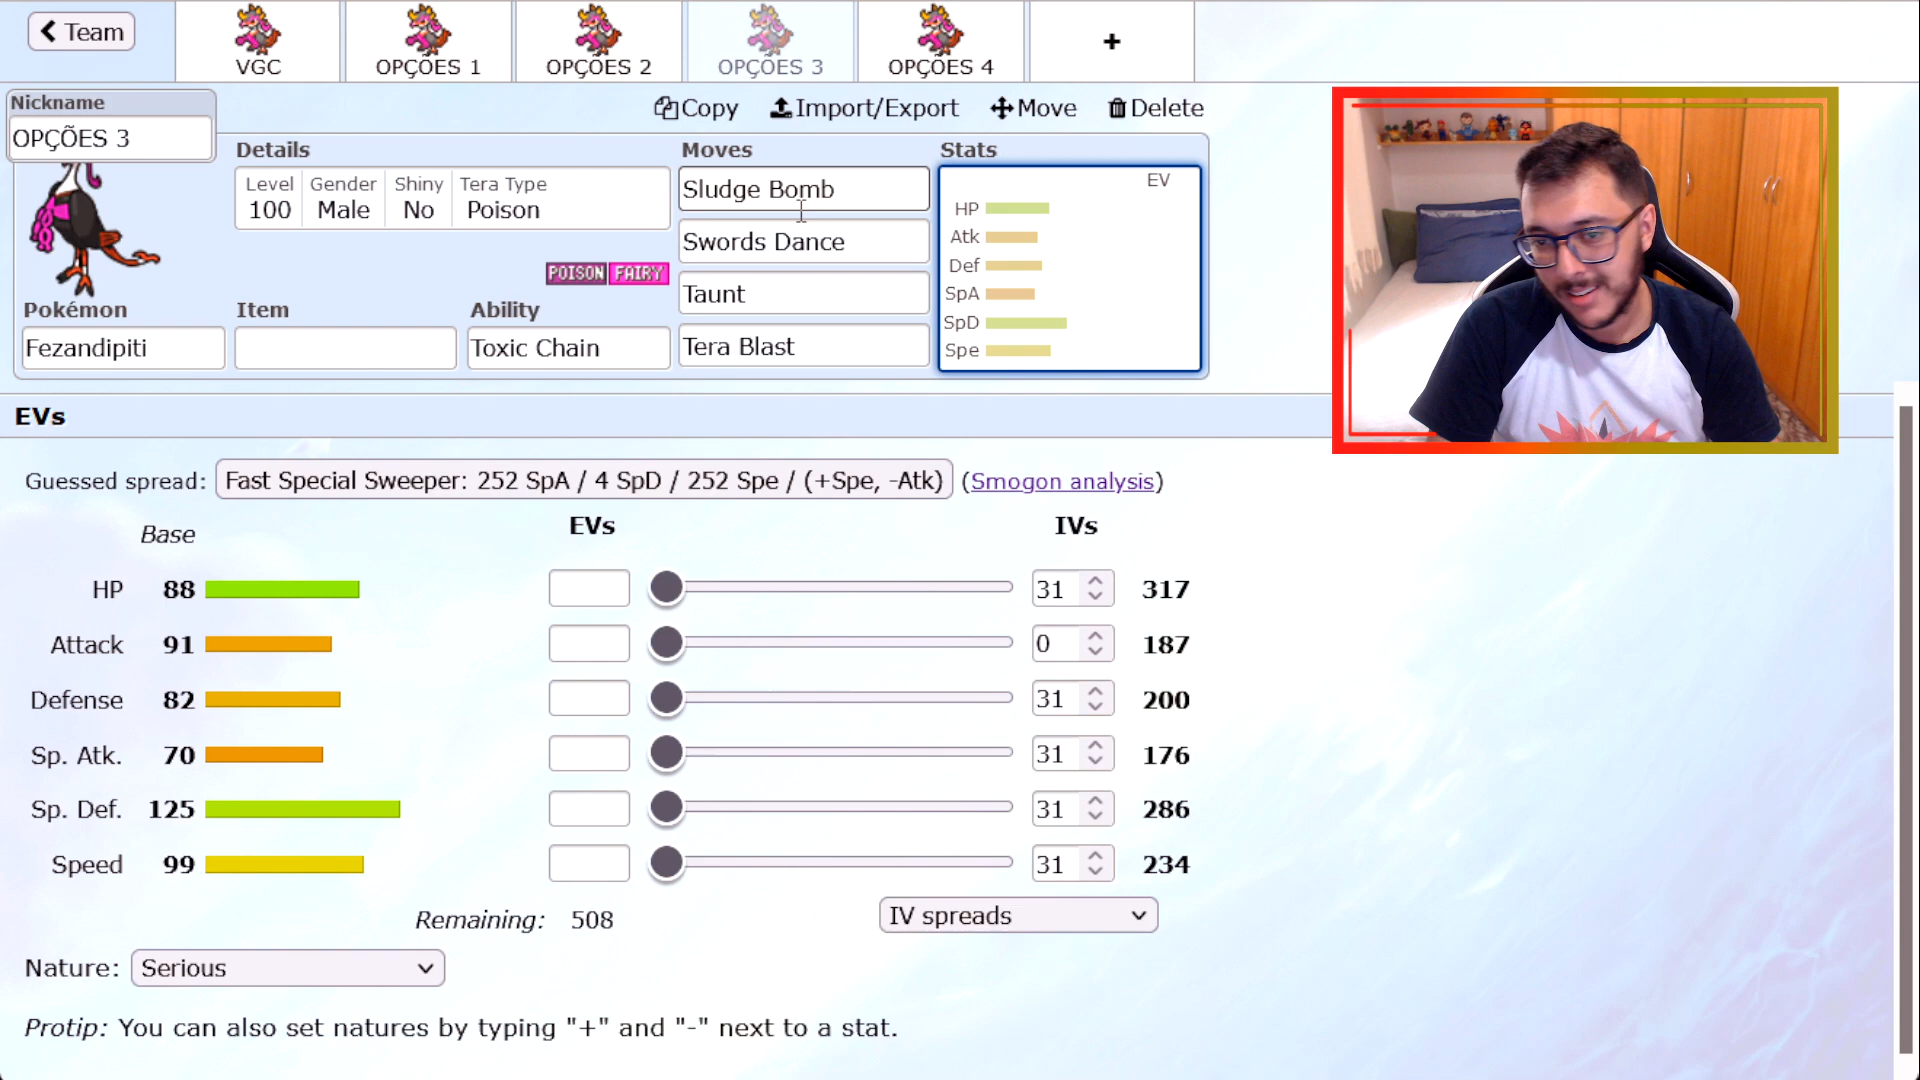 Team
VGC
OPÇÕES 1
OPÇÕES 2
OPÇÕES 3
OPÇÕES 4
+
Nickname
OPÇÕES 3
Copy
Import/Export
Move
Delete
Details
Moves
Stats
Level
Gender
Shiny
Tera Type
100
Male
No
Poison
POISON FAIRY
Pokémon
Item
Ability
Fezandipiti
Toxic Chain
Sludge Bomb
Swords Dance
Taunt
Tera Blast
EV
HP
Atk
Def
SpA
SpD
Spe
EVs
Guessed spread: Fast Special Sweeper: 252 SpA / 4 SpD / 252 Spe / (+Spe, -Atk) (Smogon analysis)
Base
EVs
IVs
HP 88 31 317
Attack 91 0 187
Defense 82 31 200
Sp. Atk. 70 31 176
Sp. Def. 125 31 286
Speed 99 31 234
Remaining: 508
IV spreads
Nature: Serious
Protip: You can also set natures by typing "+" and "-" next to a stat.